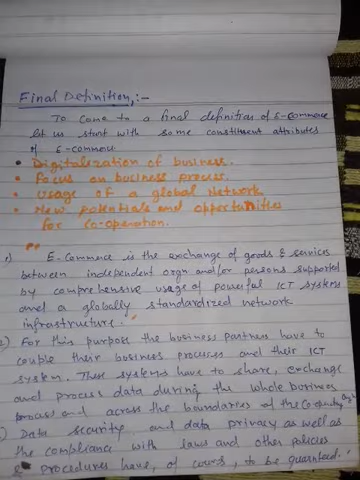 Final Definition :-
To come to a final definition of E-Commerce
let us start with some constituent attributes
of E-commerce
• Digitalization of business.
• Focus on business process.
• Usage of a global Network
• New potentials and opportunities
for Co-operation.
"
1) E-Commerce is the exchange of goods & services
between independent orgn and/or persons supported
by comprehensive usage of powerful ICT systems
and a globally standardized network
infrastructure."
2) For this purpose the business partners have to
couple their business processes and their ICT
system. These systems have to share, exchange
and process data during the whole business
process and across the boundaries of the Co operating Org
) Data security and data privacy as well as
the compliance with laws and other policies
& procedures have, of course, to be guaranteed.